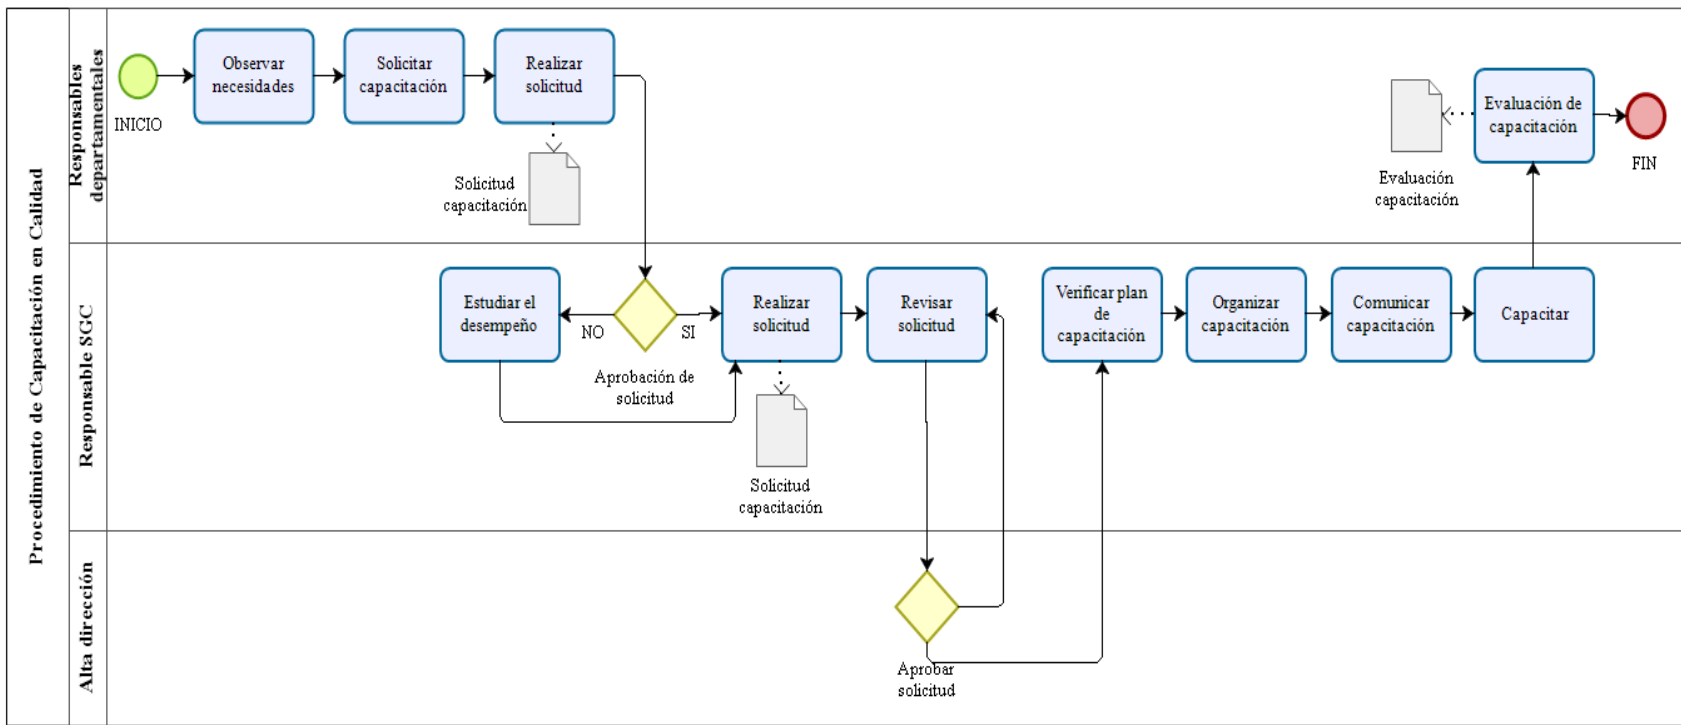 Procedimiento de Capacitación en Calidad
Responsables
departamentales
INICIO
Observar
necesidades
Solicitar
capacitación
Realizar
solicitud
Solicitud
capacitación
Evaluación
capacitación
Evaluación de
capacitación
FIN
Responsable SGC
Estudiar el
desempeño
NO
SI
Aprobación de
solicitud
Realizar
solicitud
Solicitud
capacitación
Revisar
solicitud
Verificar plan
de
capacitación
Organizar
capacitación
Comunicar
capacitación
Capacitar
Alta dirección
Aprobar
solicitud